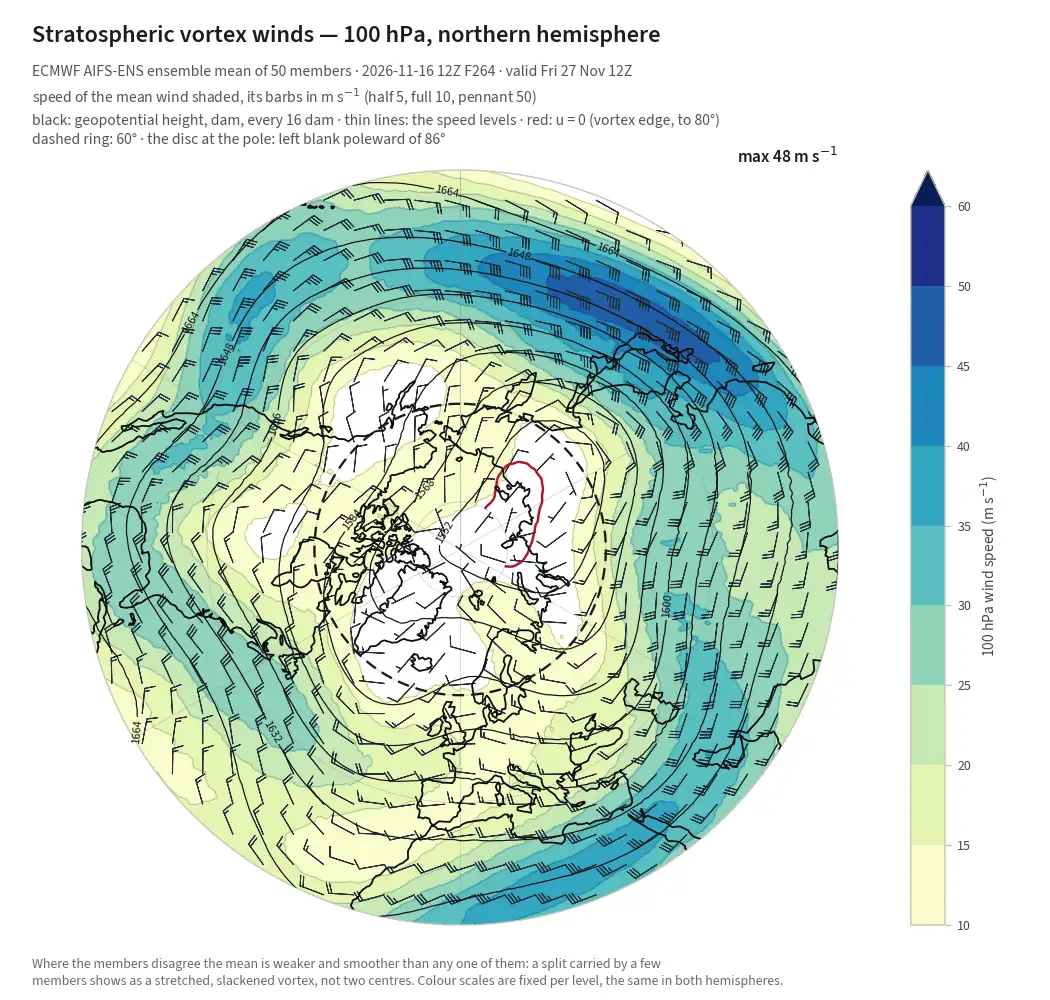 Stratospheric vortex winds — 100 hPa, northern hemisphere
ECMWF AIFS-ENS ensemble mean of 50 members · 2026-11-16 12Z F264 · valid Fri 27 Nov 12Z
speed of the mean wind shaded, its barbs in m s⁻¹ (half 5, full 10, pennant 50)
black: geopotential height, dam, every 16 dam · thin lines: the speed levels · red: u = 0 (vortex edge, to 80°)
dashed ring: 60° · the disc at the pole: left blank poleward of 86°
max 48 m s⁻¹
1664
1648
1664
1664
1648
1568
1552
1600
1632
1664
60
50
45
40
35
30
25
20
15
10
100 hPa wind speed (m s⁻¹)
Where the members disagree the mean is weaker and smoother than any one of them: a split carried by a few
members shows as a stretched, slackened vortex, not two centres. Colour scales are fixed per level, the same in both hemispheres.